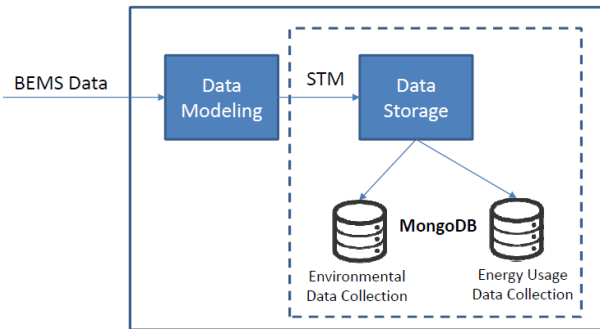 BEMS Data
Data
Modeling
STM
Data
Storage
MongoDB
Environmental
Data Collection
Energy Usage
Data Collection